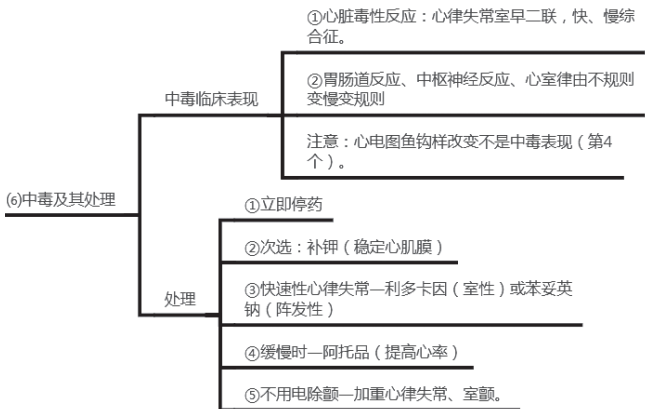 ⑹中毒及其处理
中毒临床表现
①心脏毒性反应：心律失常室早二联，快、慢综
合征。
②胃肠道反应、中枢神经反应、心室律由不规则
变慢变规则
注意：心电图鱼钩样改变不是中毒表现（第4
个）。
处理
①立即停药
②次选：补钾（稳定心肌膜）
③快速性心律失常—利多卡因（室性）或苯妥英
钠（阵发性）
④缓慢时—阿托品（提高心率）
⑤不用电除颤—加重心律失常、室颤。